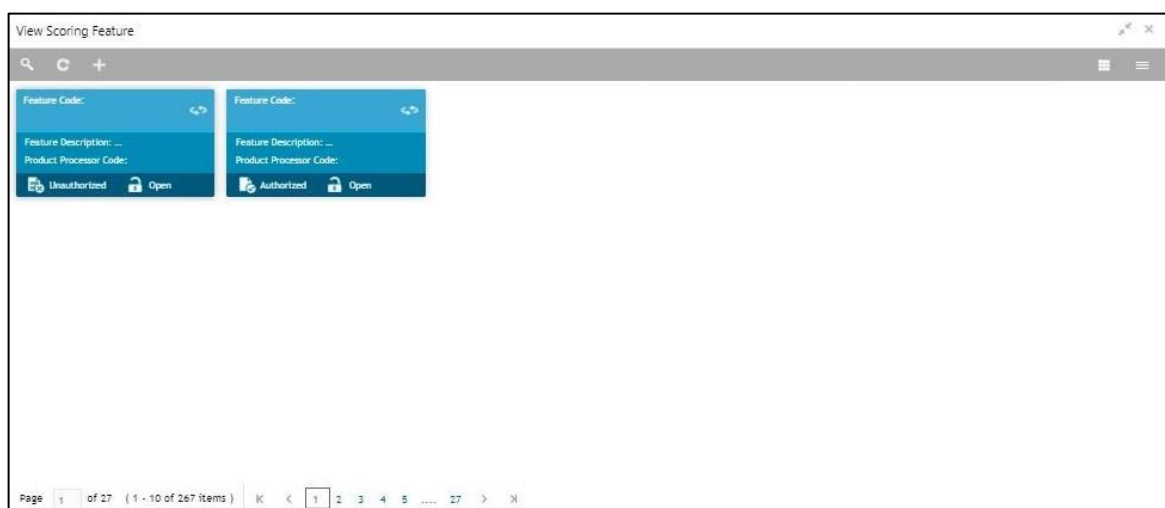 View Scoring Feature
Feature Code:
Feature Description: ...
Product Processor Code:
Unauthorized Open
Feature Code:
Feature Description: ...
Product Processor Code:
Authorized Open
Page 1 of 27 (1 - 10 of 267 items) 1 2 3 4 5 .... 27